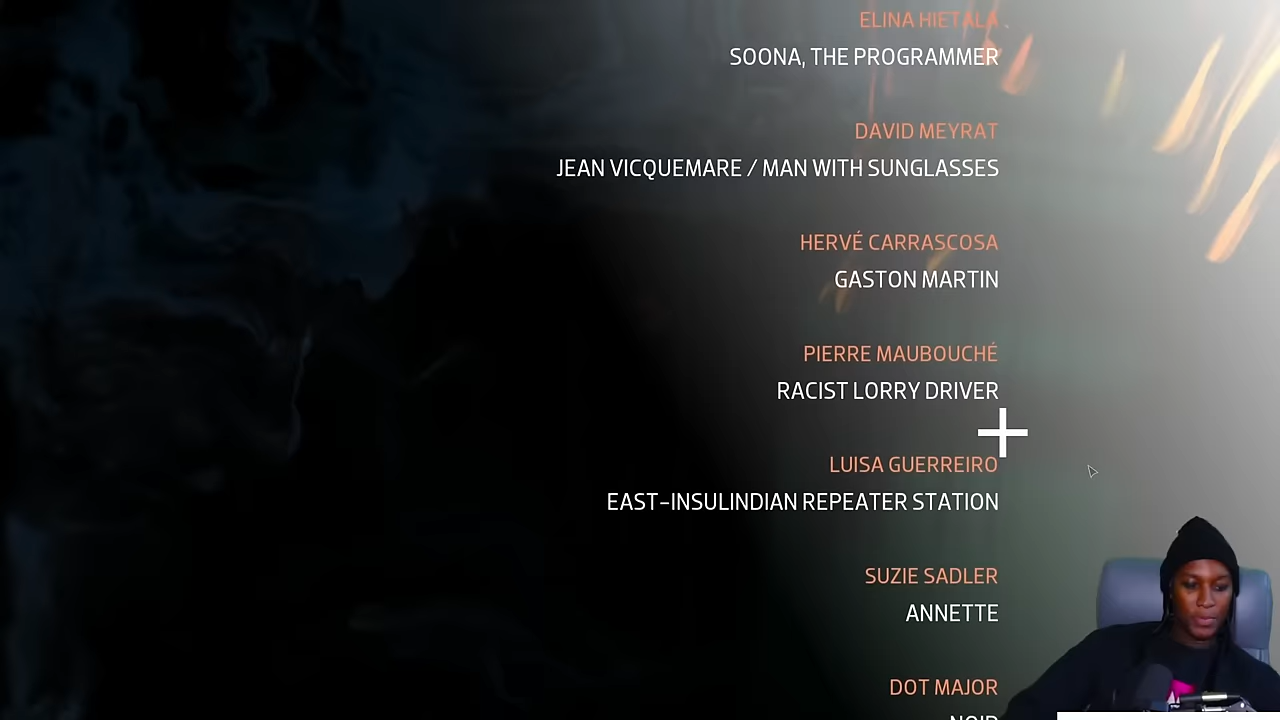 ELINA HIETALA
SOONA, THE PROGRAMMER
DAVID MEYRAT
JEAN VICQUEMARE / MAN WITH SUNGLASSES
HERVÉ CARRASCOSA
GASTON MARTIN
PIERRE MAUBOUCHÉ
RACIST LORRY DRIVER
LUISA GUERREIRO
EAST-INSULINDIAN REPEATER STATION
SUZIE SADLER
ANNETTE
DOT MAJOR
NOID